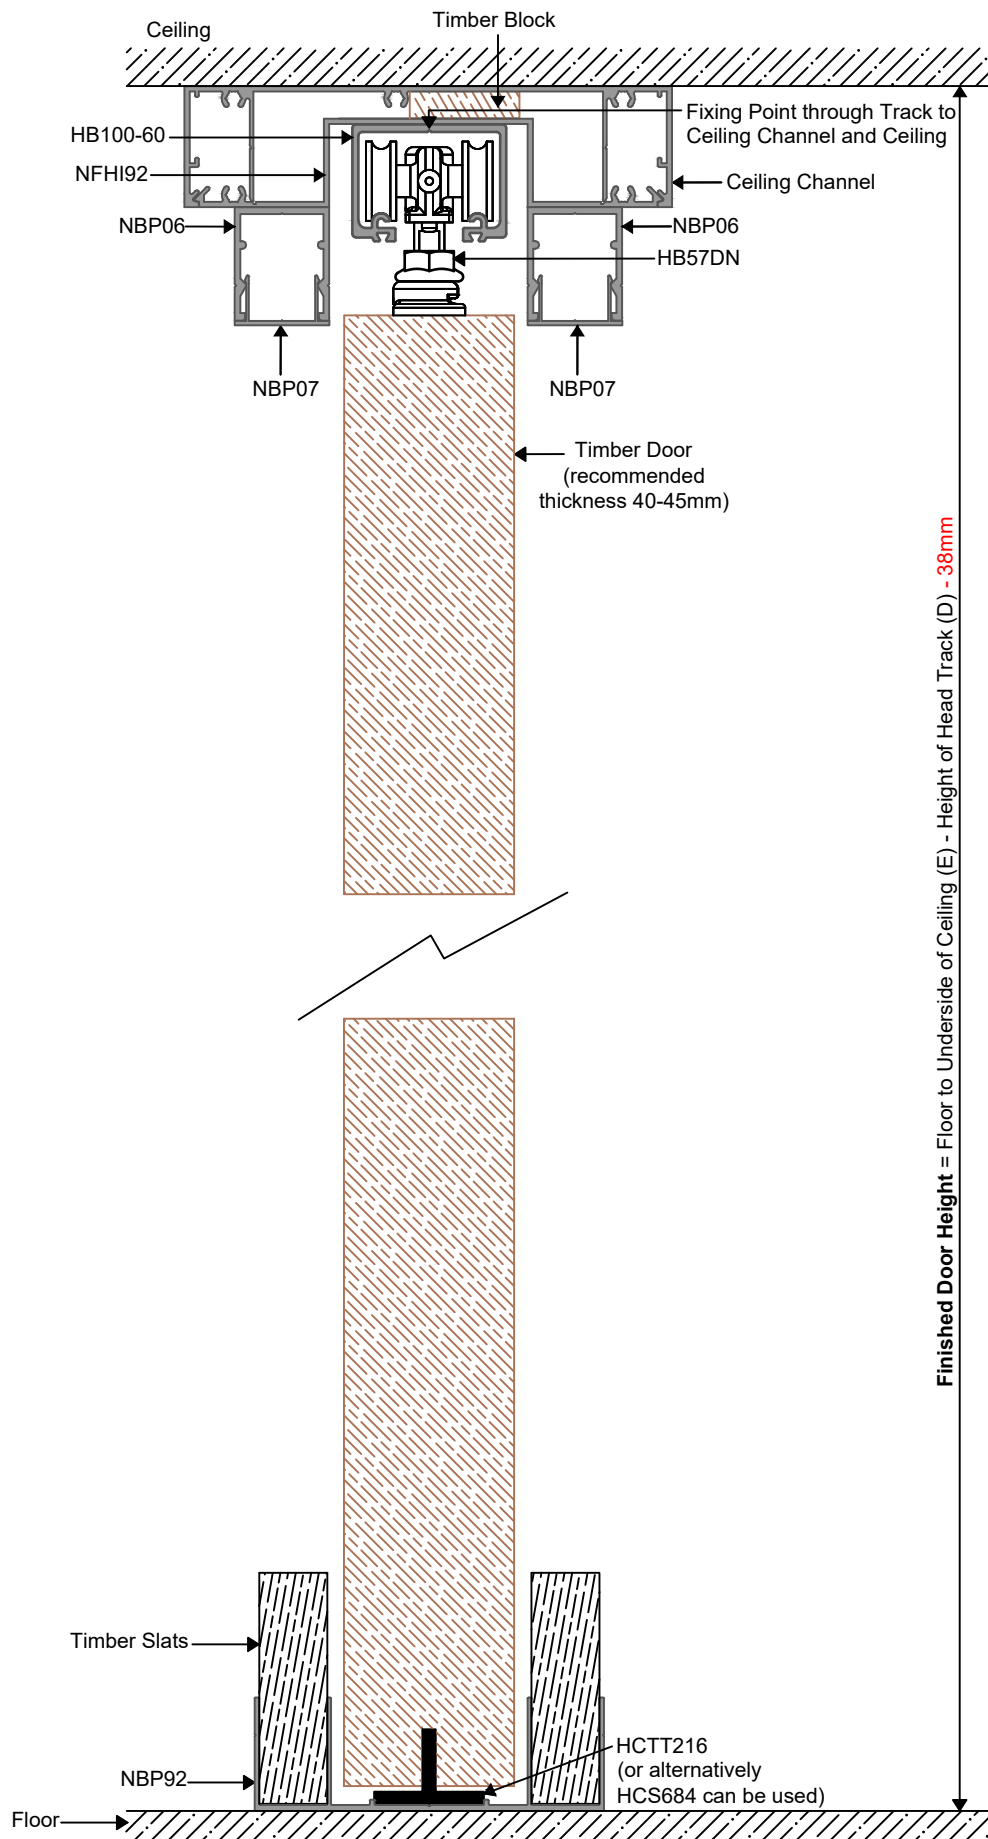 Ceiling
Timber Block
HB100-60
Fixing Point through Track to
Ceiling Channel and Ceiling
NFHI92
Ceiling Channel
NBP06
NBP06
HB57DN
NBP07
NBP07
Timber Door
(recommended
thickness 40-45mm)
Finished Door Height = Floor to Underside of Ceiling (E) - Height of Head Track (D) - 38mm
Timber Slats
HCTT216
(or alternatively
HCS684 can be used)
NBP92
Floor